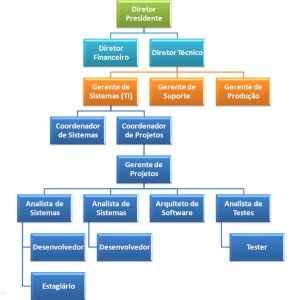 Diretor
Presidente
Diretor
Financeiro
Diretor Técnico
Gerente de
Sistemas (TI)
Gerente de
Suporte
Gerente de
Produção
Coordenador
de Sistemas
Coordenador
de Projetos
Gerente de
Projetos
Analista de
Sistemas
Analista de
Sistemas
Arquiteto de
Software
Analista de
Testes
Desenvolvedor
Desenvolvedor
Tester
Estagiário